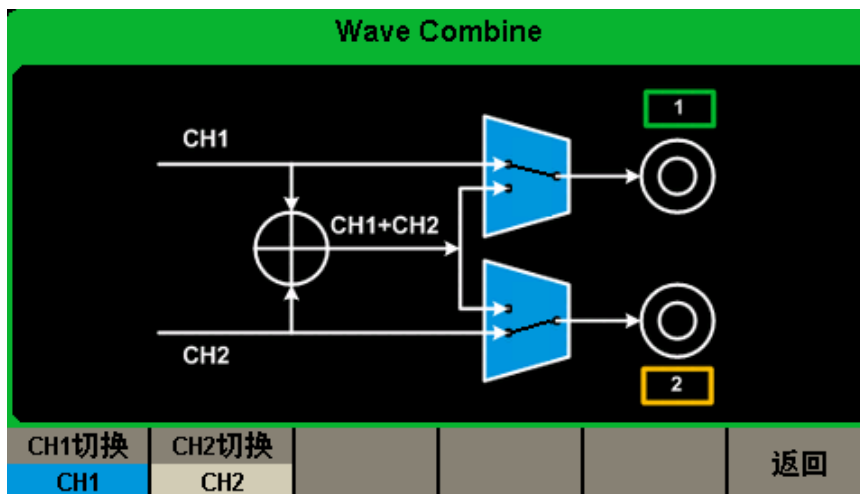 Wave Combine
1
CH1
CH1+CH2
CH2
2
CH1切换 CH2切换 返回
CH1 CH2